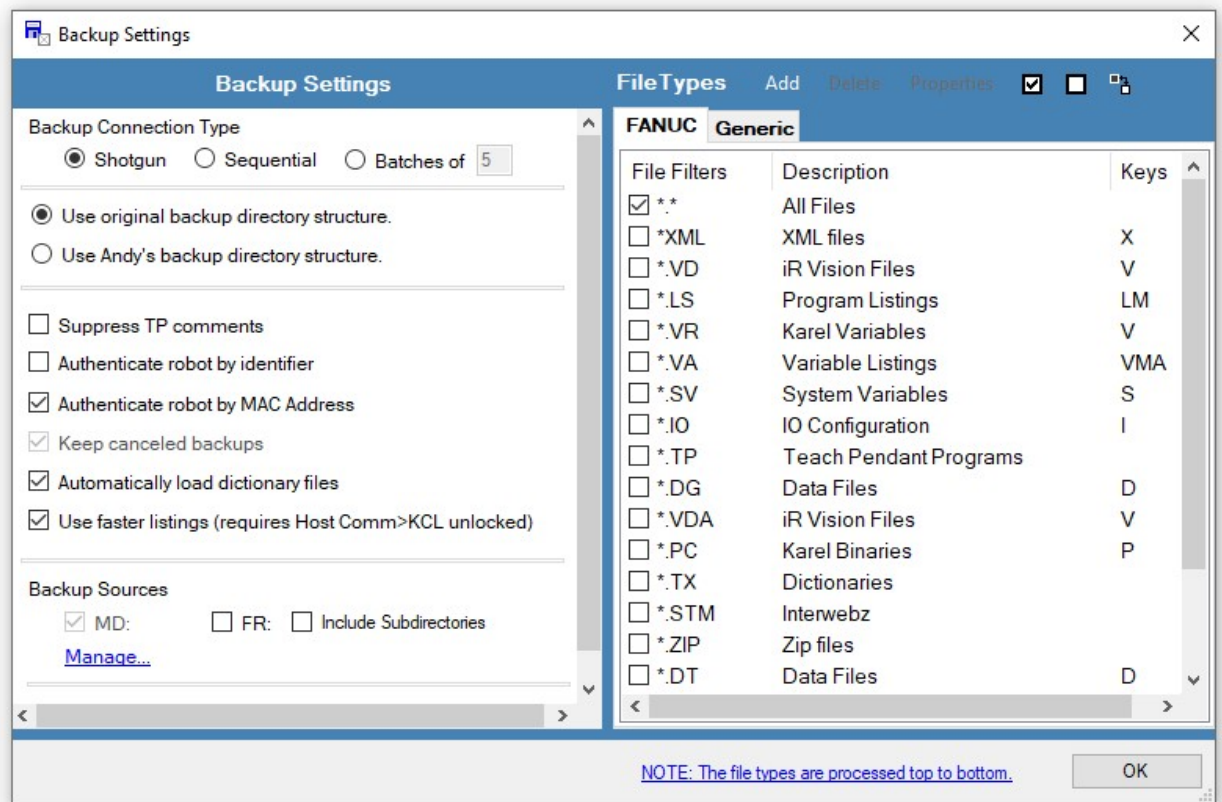 Backup Settings
Backup Settings
Backup Connection Type
Shotgun Sequential Batches of 5
Use original backup directory structure.
Use Andy's backup directory structure.
Suppress TP comments
Authenticate robot by identifier
Authenticate robot by MAC Address
Keep canceled backups
Automatically load dictionary files
Use faster listings (requires Host Comm>KCL unlocked)
Backup Sources
MD: FR: Include Subdirectories
Manage...
FileTypes Add Delete Properties
FANUC Generic
File Filters Description Keys
*.* All Files
*XML XML files X
*.VD iR Vision Files V
*.LS Program Listings LM
*.VR Karel Variables V
*.VA Variable Listings VMA
*.SV System Variables S
*.IO IO Configuration I
*.TP Teach Pendant Programs
*.DG Data Files D
*.VDA iR Vision Files V
*.PC Karel Binaries P
*.TX Dictionaries
*.STM Interwebz
*.ZIP Zip files
*.DT Data Files D
NOTE: The file types are processed top to bottom.
OK